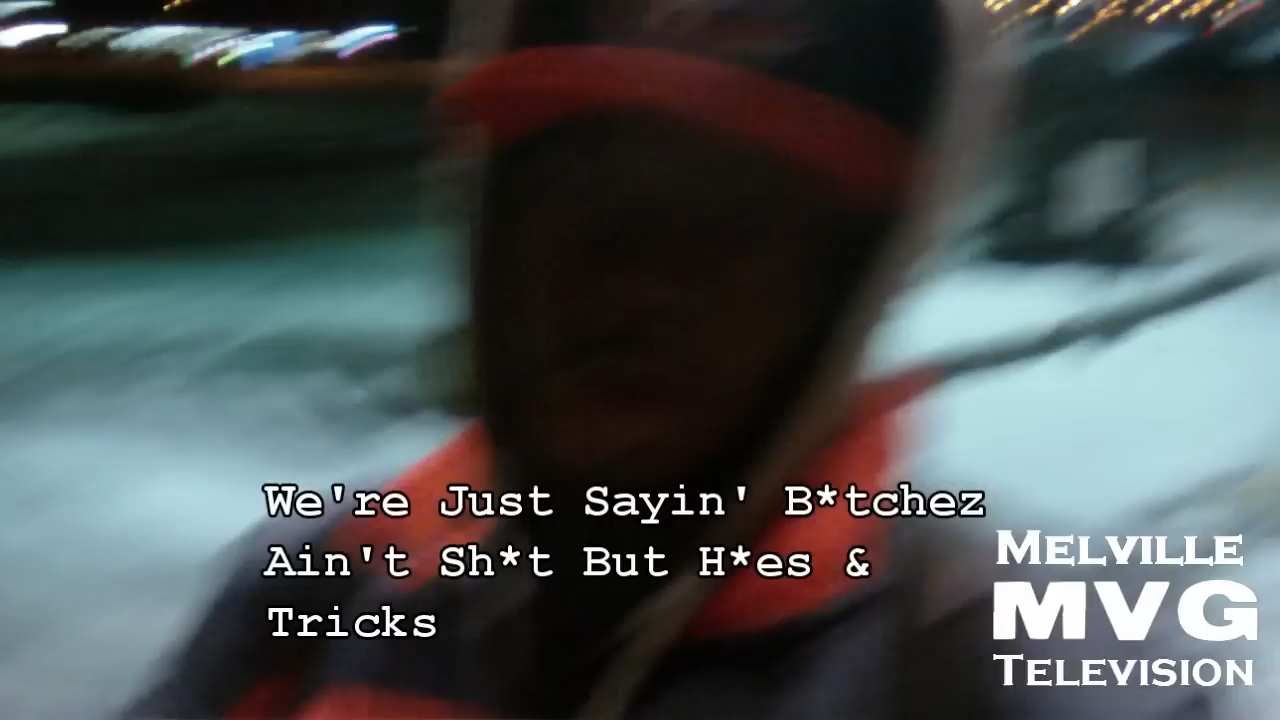 We're Just Sayin' B*tchez
Ain't Sh*t But H*es &
Tricks
MELVILLE
MVG
TELEVISION